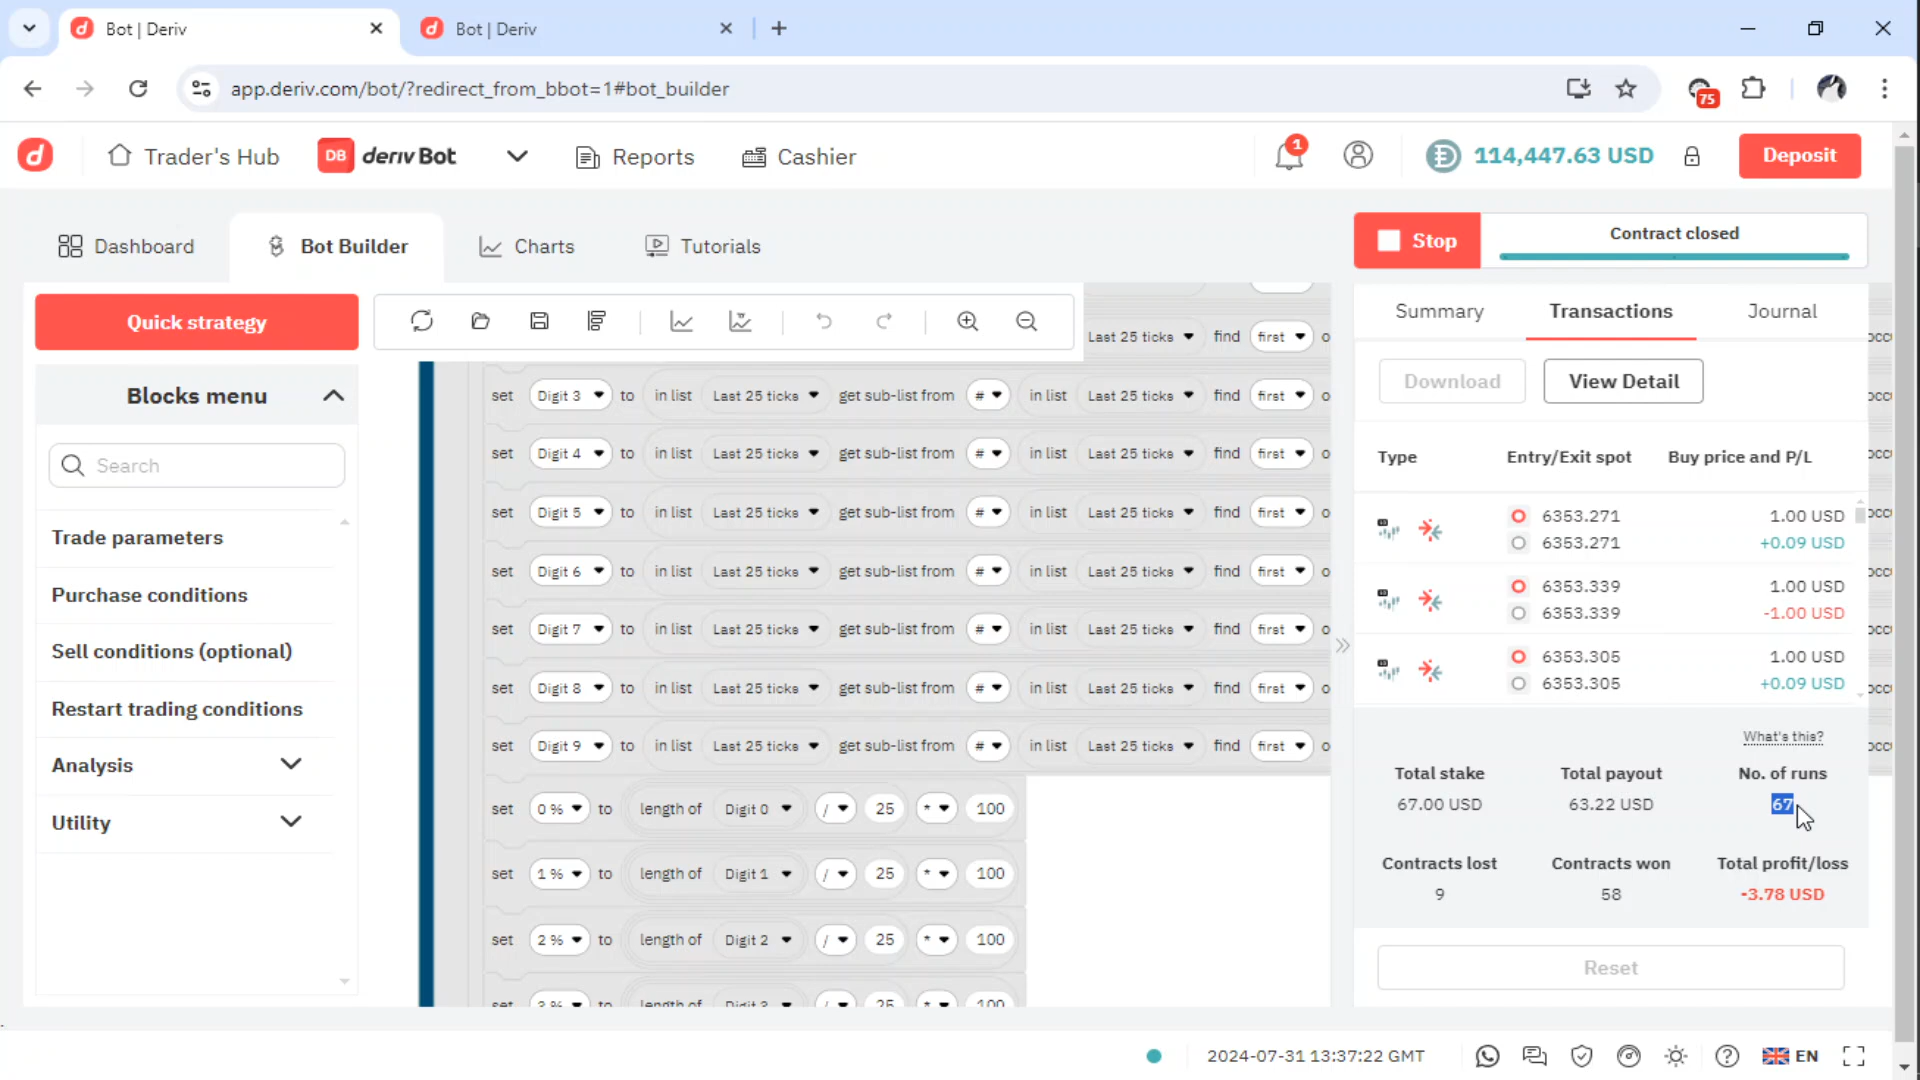 Bot | Deriv
Bot | Deriv
app.deriv.com/bot/?redirect_from_bbot=1#bot_builder
75
Trader's Hub
DB deriv Bot
Reports
Cashier
1
114,447.63 USD
Deposit
Dashboard
Bot Builder
Charts
Tutorials
Stop
Contract closed
Quick strategy
Blocks menu
Search
Trade parameters
Purchase conditions
Sell conditions (optional)
Restart trading conditions
Analysis
Utility
Last 25 ticks find first o
set Digit 3 to in list Last 25 ticks get sub-list from # in list Last 25 ticks find first o
set Digit 4 to in list Last 25 ticks get sub-list from # in list Last 25 ticks find first o
set Digit 5 to in list Last 25 ticks get sub-list from # in list Last 25 ticks find first o
set Digit 6 to in list Last 25 ticks get sub-list from # in list Last 25 ticks find first o
set Digit 7 to in list Last 25 ticks get sub-list from # in list Last 25 ticks find first o
set Digit 8 to in list Last 25 ticks get sub-list from # in list Last 25 ticks find first o
set Digit 9 to in list Last 25 ticks get sub-list from # in list Last 25 ticks find first o
set 0 % to length of Digit 0 / 25 * 100
set 1 % to length of Digit 1 / 25 * 100
set 2 % to length of Digit 2 / 25 * 100
set 3 % to length of Digit 3 / 25 * 100
Summary
Transactions
Journal
Download
View Detail
Type Entry/Exit spot Buy price and P/L
6353.271 1.00 USD
6353.271 +0.09 USD
6353.339 1.00 USD
6353.339 -1.00 USD
6353.305 1.00 USD
6353.305 +0.09 USD
What's this?
Total stake Total payout No. of runs
67.00 USD 63.22 USD 67
Contracts lost Contracts won Total profit/loss
9 58 -3.78 USD
Reset
2024-07-31 13:37:22 GMT
EN